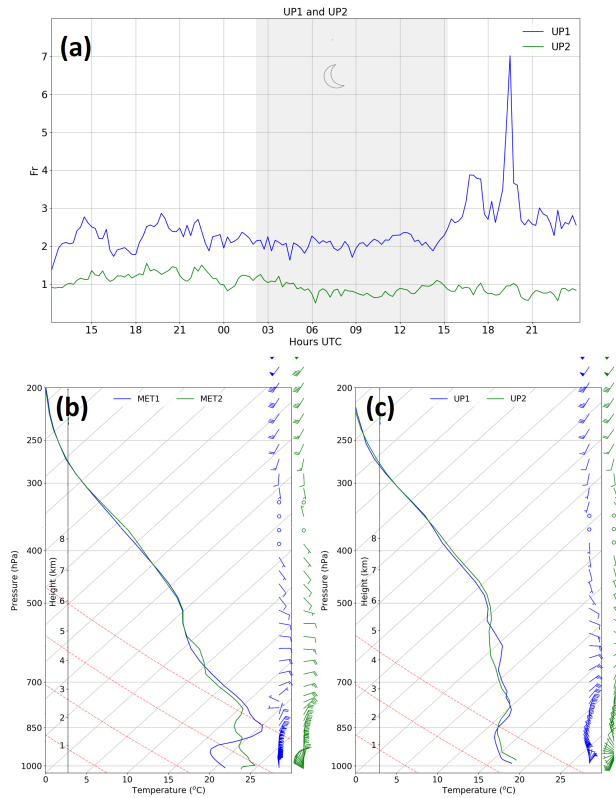 UP1 and UP2
(a)
UP1
UP2
7
6
5
4
3
2
1
Fr
15 18 21 00 03 06 09 12 15 18 21
Hours UTC
(b)
MET1 MET2
200
250
300
400
500
700
850
1000
Pressure (hPa)
8
7
6
5
4
3
2
1
Height (km)
0 5 10 15 20 25
Temperature (°C)
(c)
UP1 UP2
200
250
300
400
500
700
850
1000
Pressure (hPa)
8
7
6
5
4
3
2
1
Height (km)
0 5 10 15 20 25
Temperature (°C)